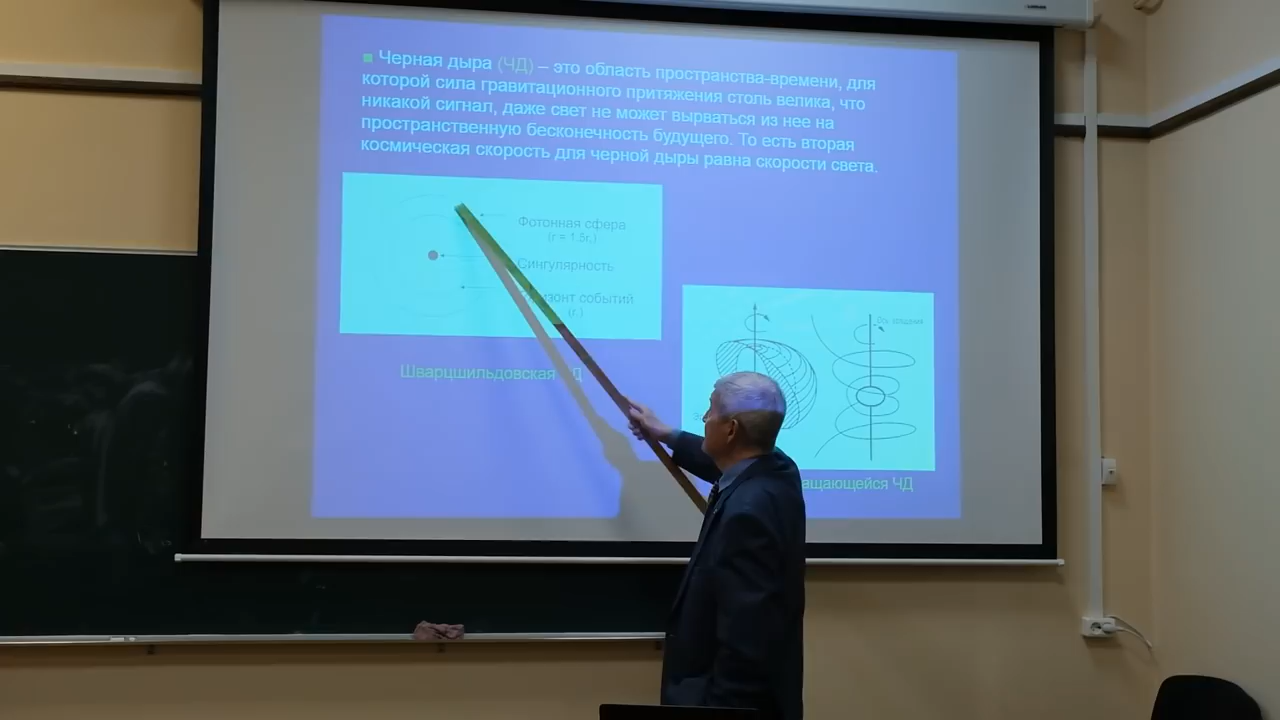 Черная дыра (ЧД) – это область пространства-времени, для
которой сила гравитационного притяжения столь велика, что
никакой сигнал, даже свет не может вырваться из нее на
пространственную бесконечность будущего. То есть вторая
космическая скорость для черной дыры равна скорости света.
Фотонная сфера
Сингулярность
событий
Шварцшильдовская
Ось
ЧД